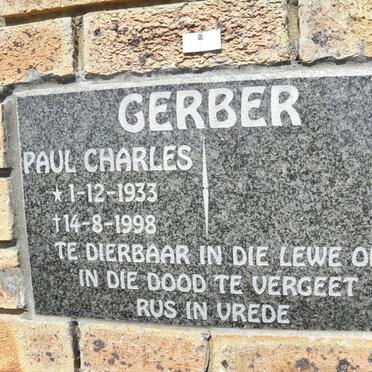 GERBER
PAUL CHARLES
★ 1-12-1933
† 14-8-1998
TE DIERBAAR IN DIE LEWE OM
IN DIE DOOD TE VERGEET
RUS IN VREDE